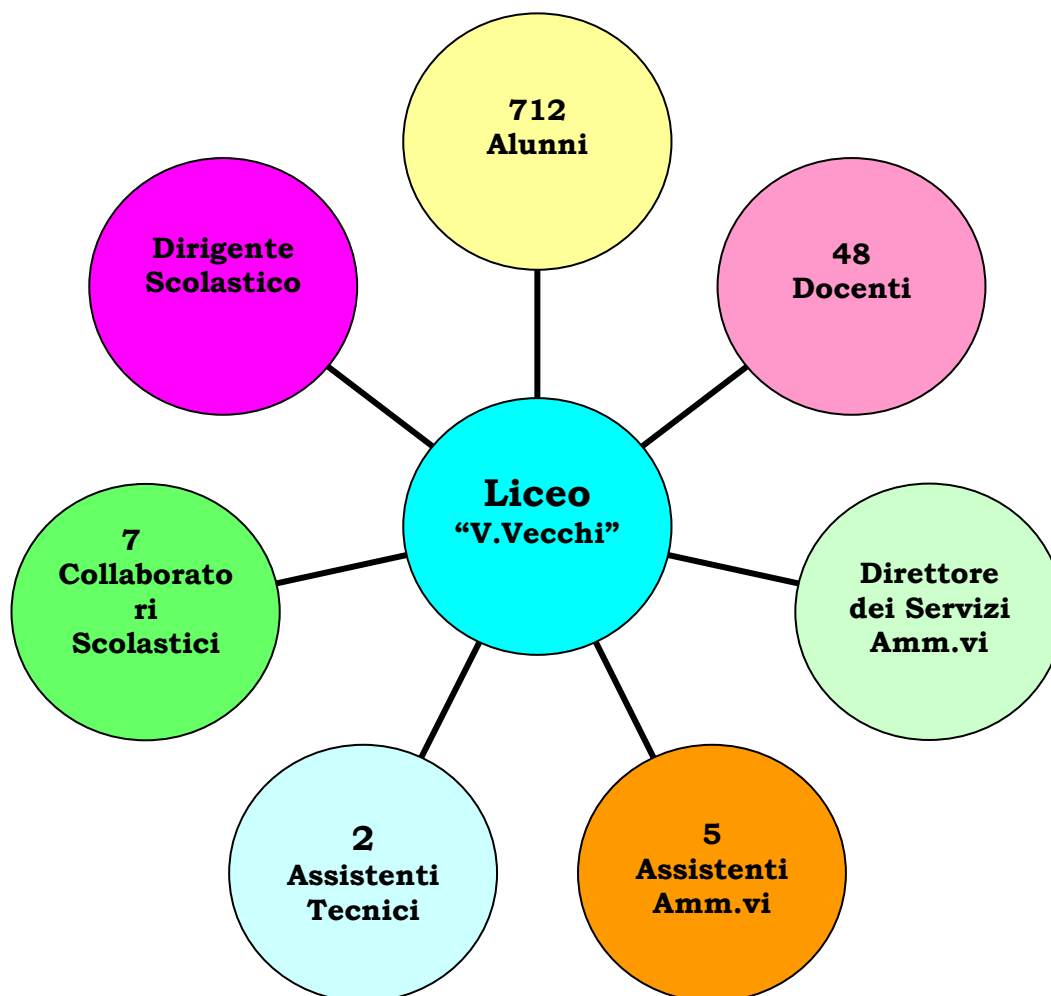 712
Alunni
Dirigente
Scolastico
48
Docenti
Liceo
“V.Vecchi”
7
Collaborato
ri
Scolastici
Direttore
dei Servizi
Amm.vi
2
Assistenti
Tecnici
5
Assistenti
Amm.vi